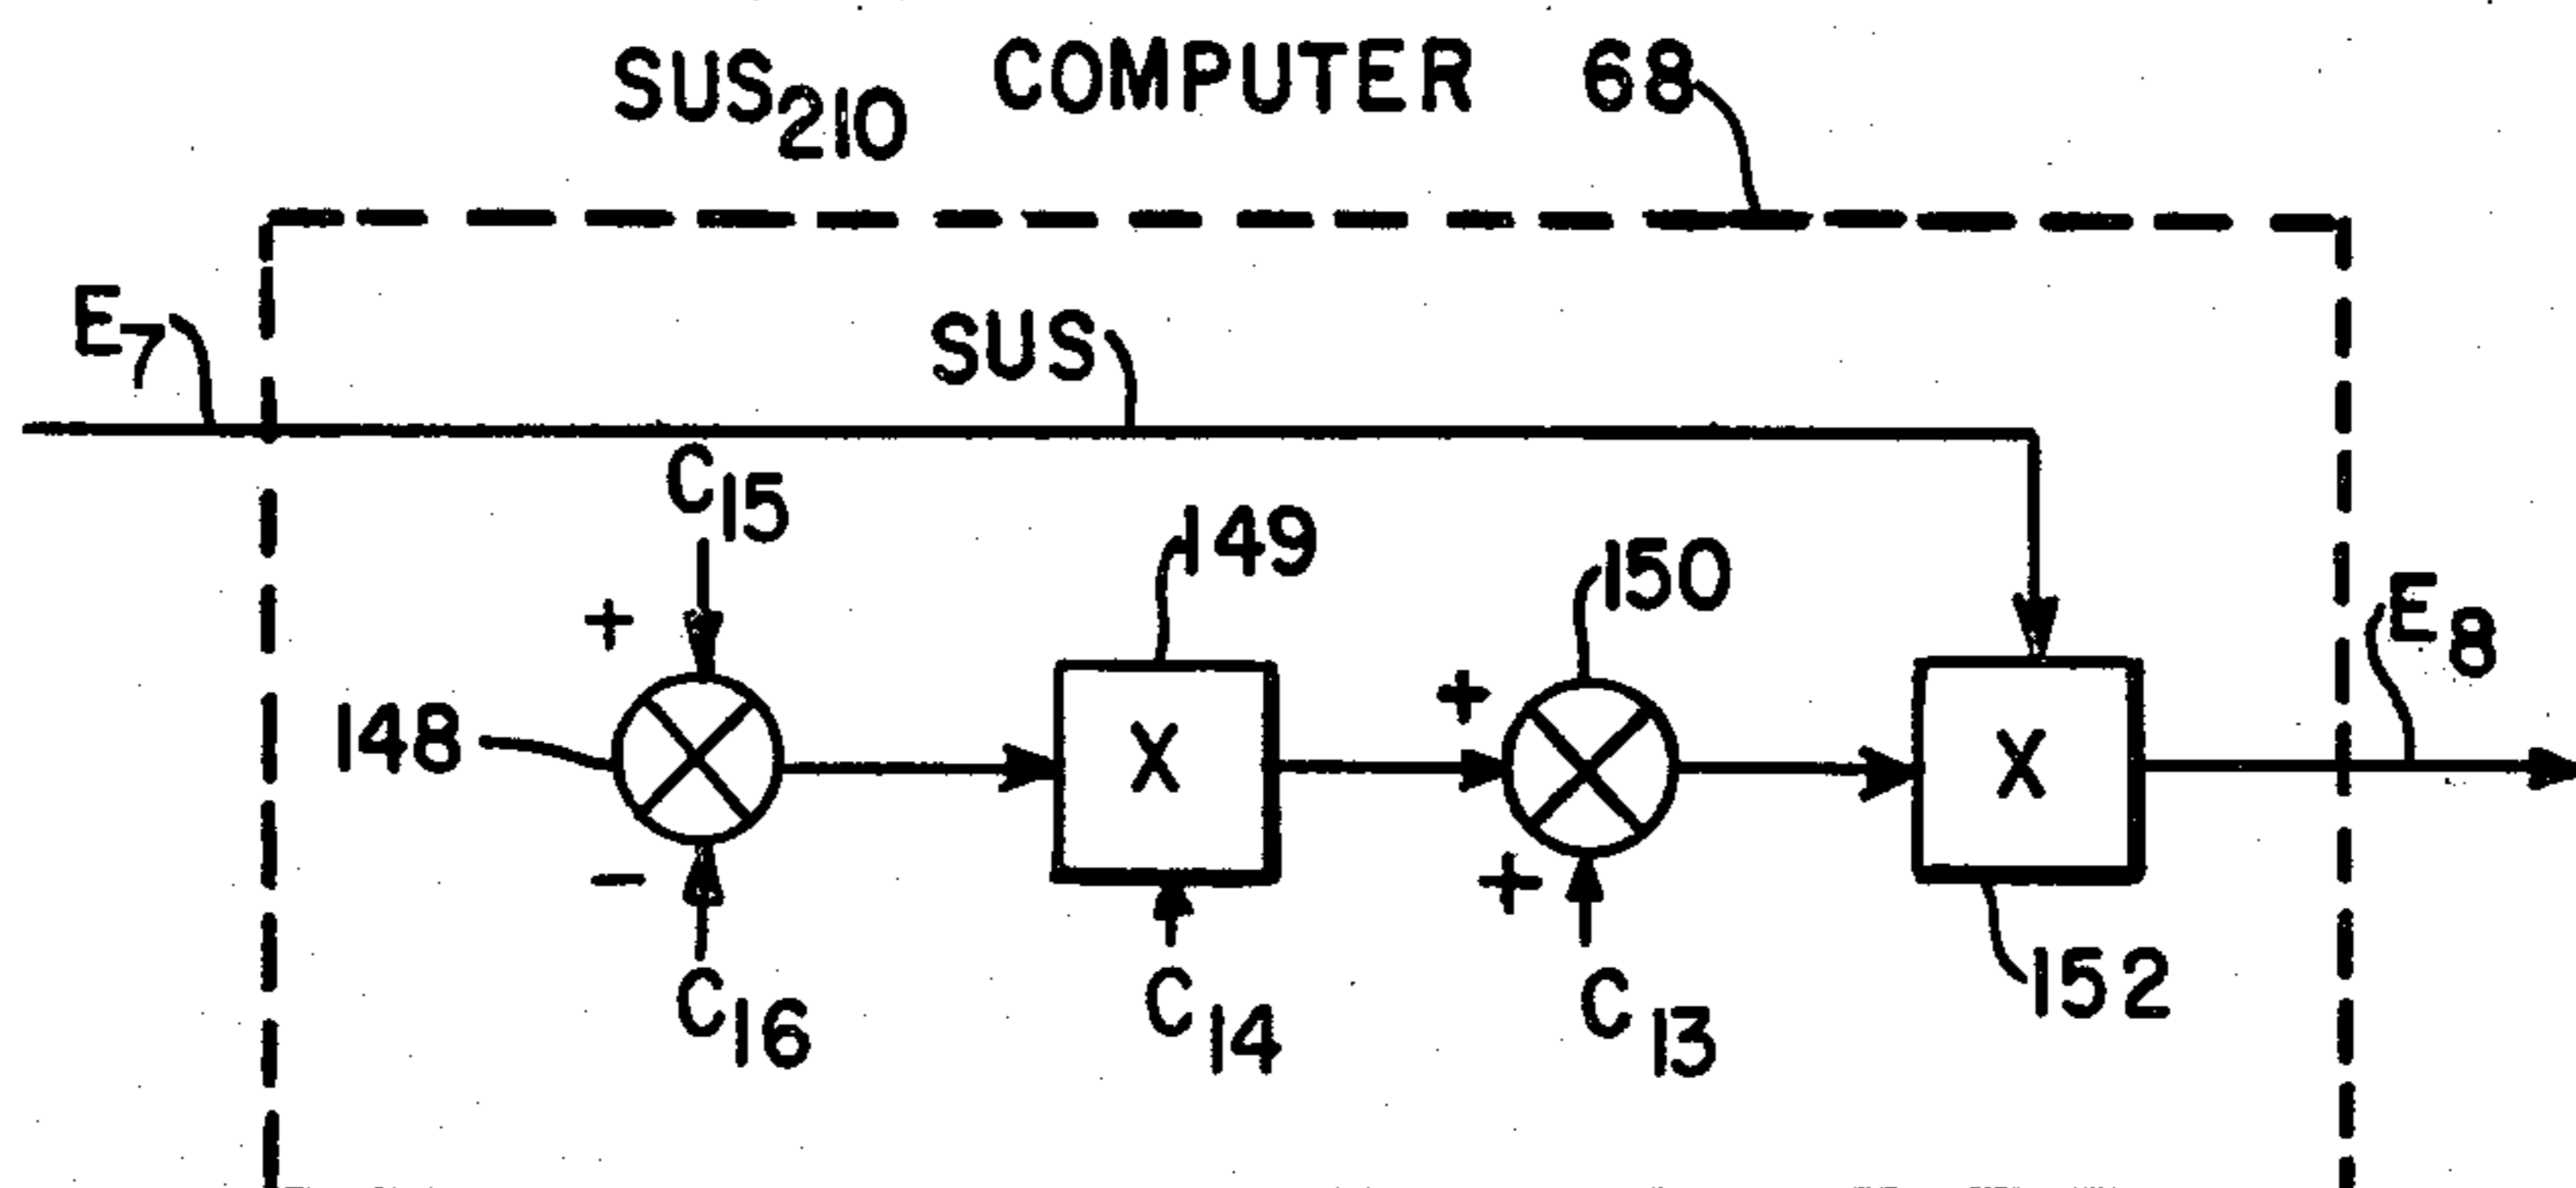 SUS210 COMPUTER 68
E7
SUS
C15
149
150
+
E8
+
148
X
X
-
+
152
C16
C14
C13